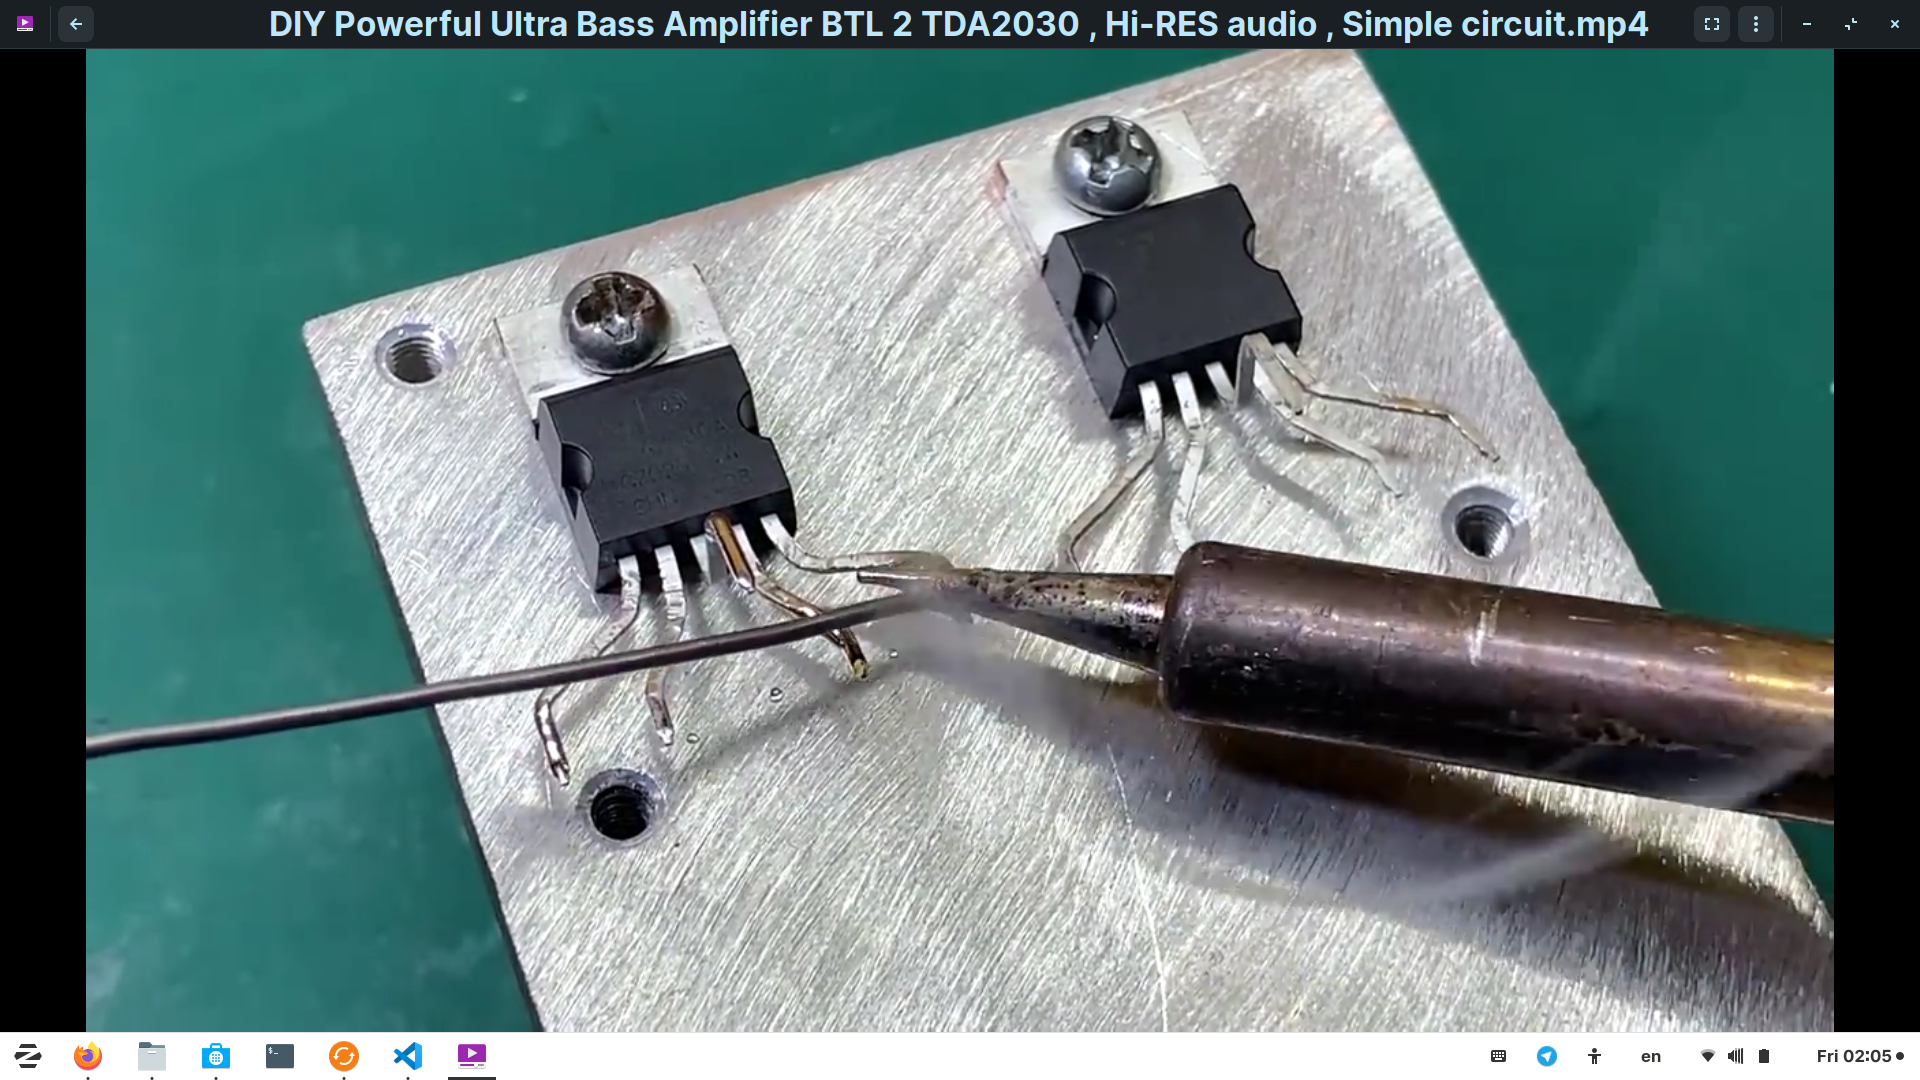 DIY Powerful Ultra Bass Amplifier BTL 2 TDA2030 , Hi-RES audio , Simple circuit.mp4
en
Fri 02:05